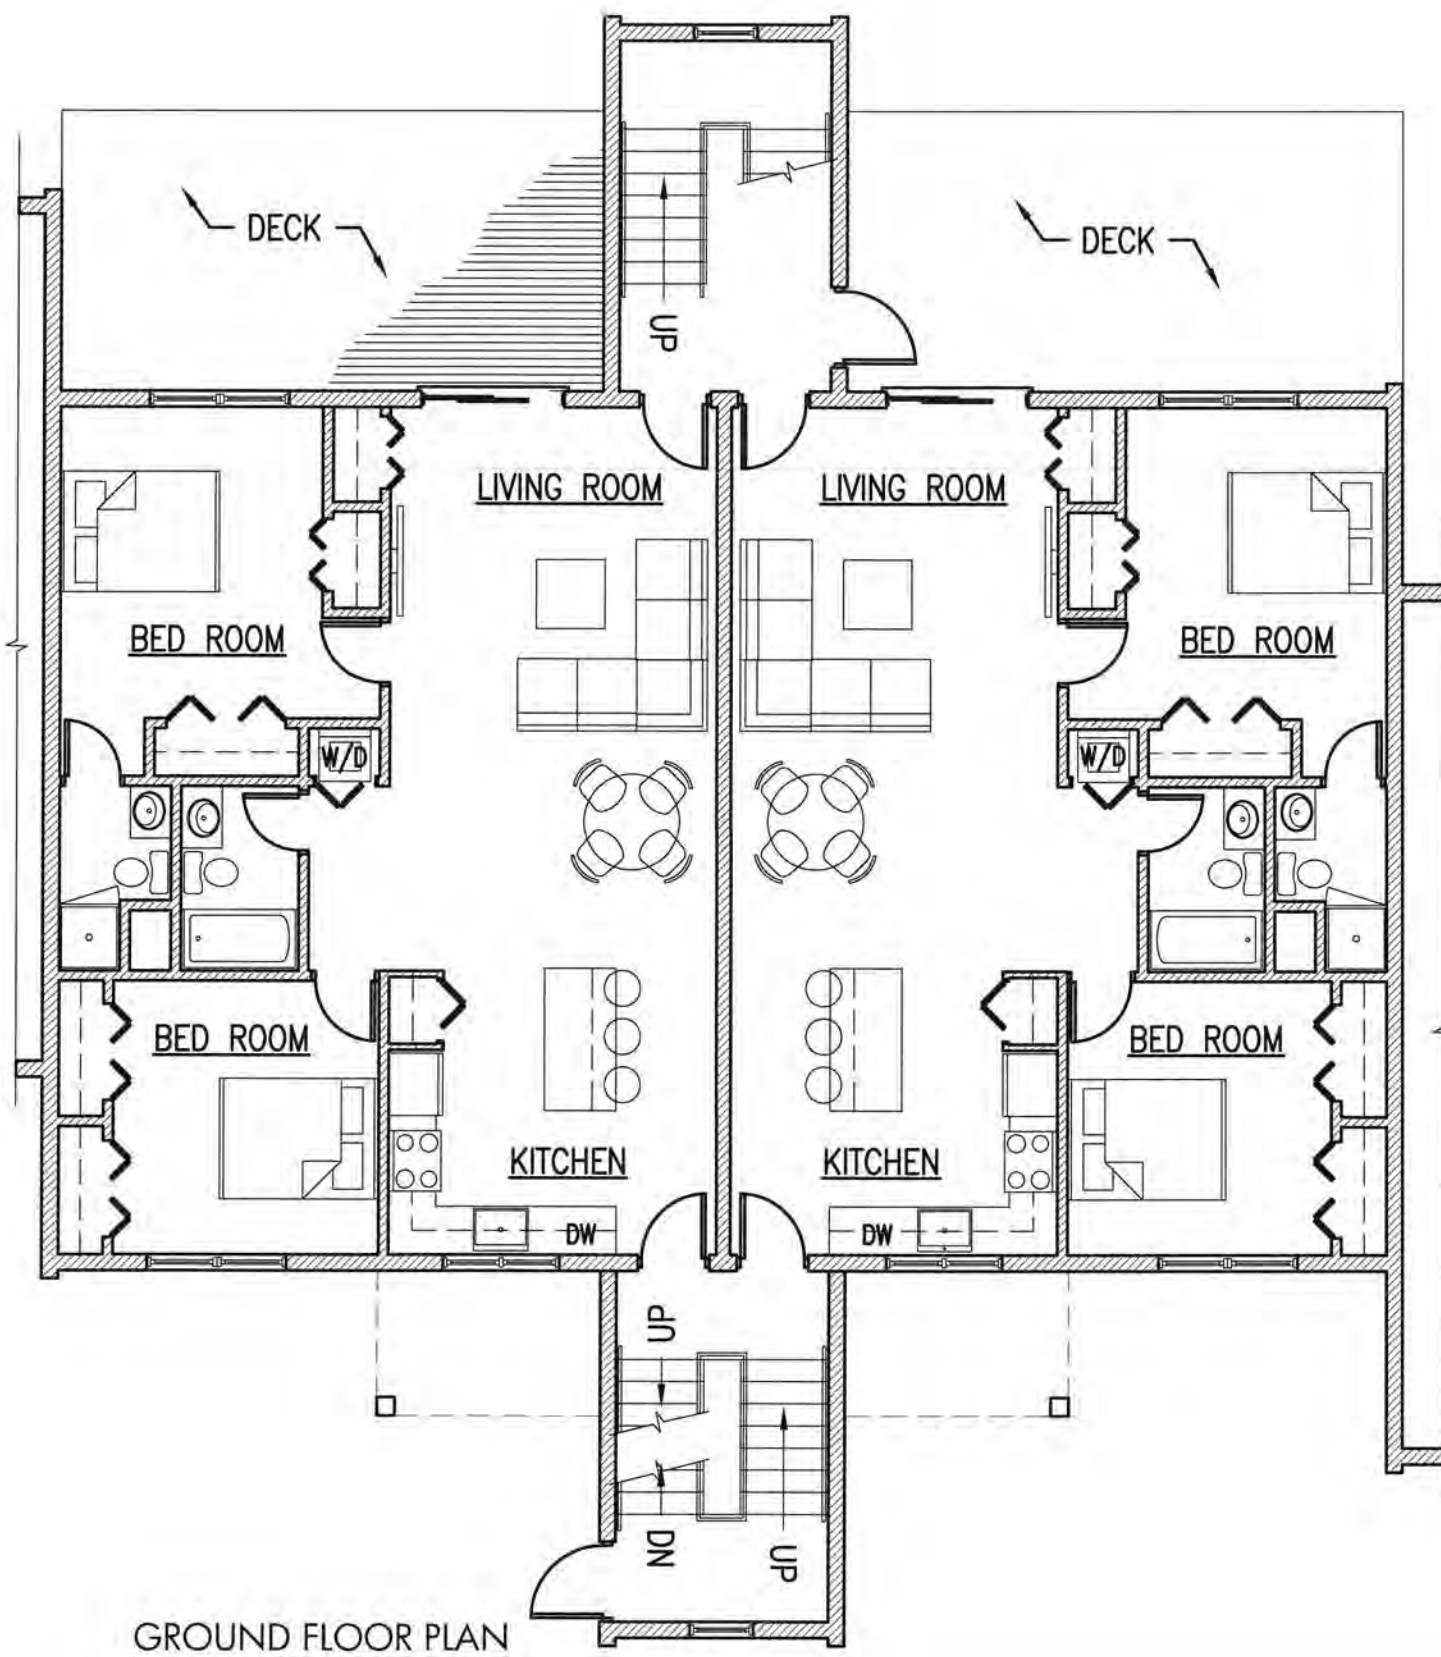 DECK
DECK
UP
LIVING ROOM
LIVING ROOM
BED ROOM
BED ROOM
W/D
W/D
BED ROOM
BED ROOM
KITCHEN
KITCHEN
DW
DW
UP
DN
UP
GROUND FLOOR PLAN